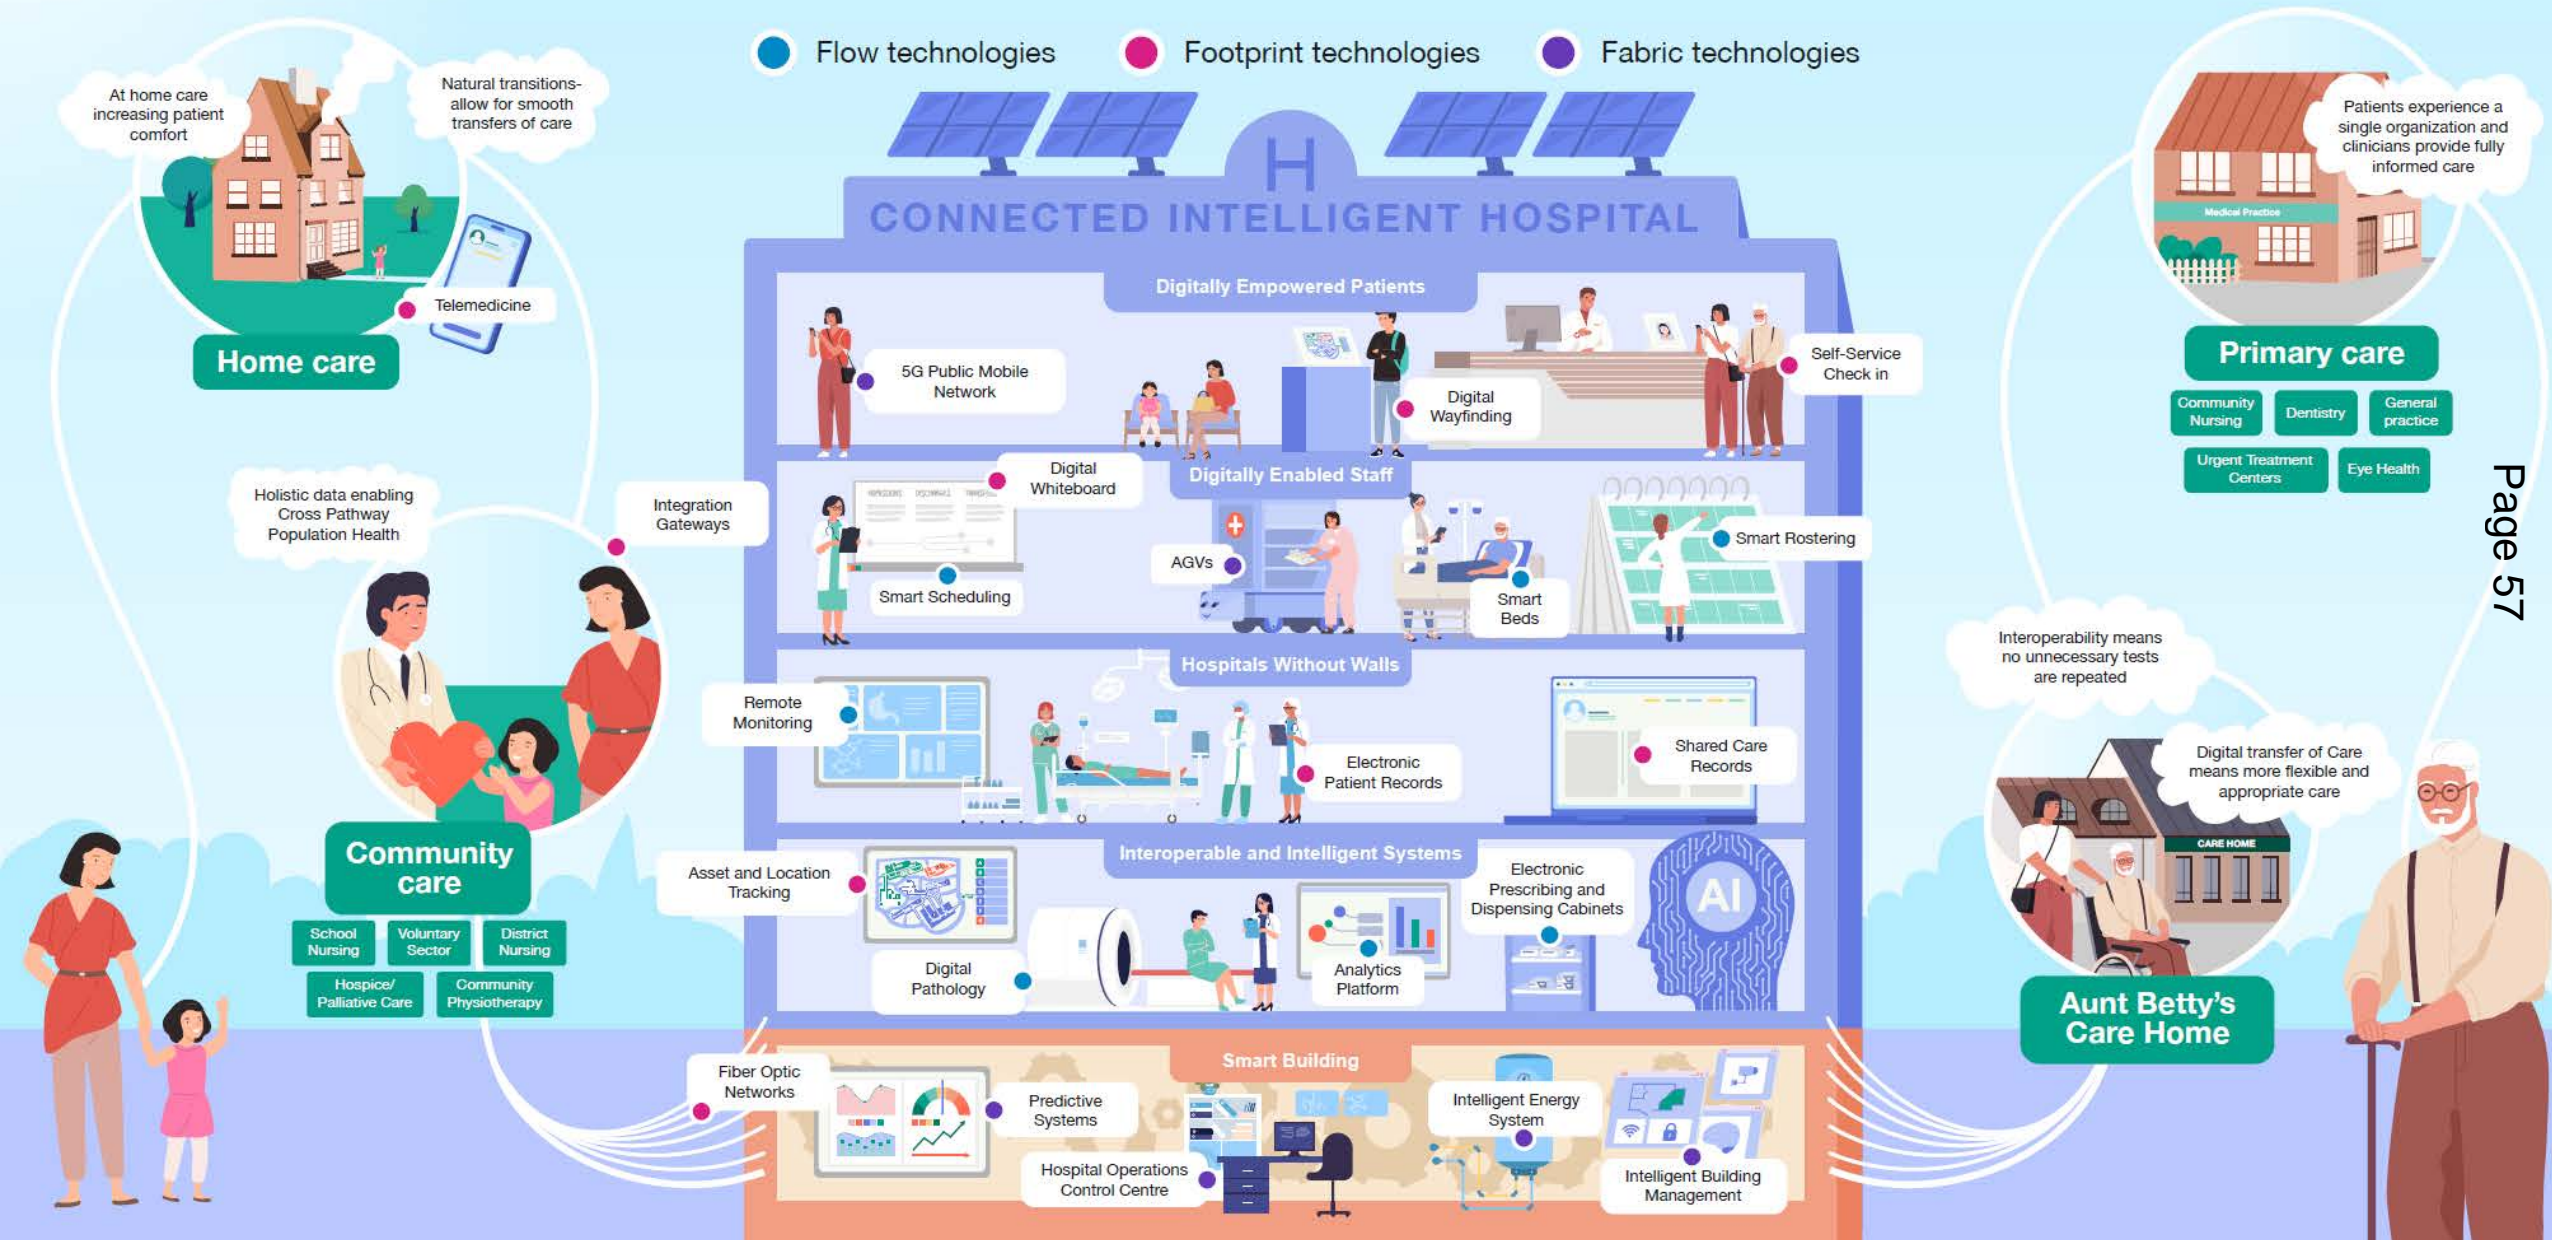 Flow technologies
Footprint technologies
Fabric technologies
At home care
increasing patient
comfort
Natural transitions-
allow for smooth
transfers of care
Telemedicine
Home care
Holistic data enabling
Cross Pathway
Population Health
Integration
Gateways
Community
care
School
Nursing
Voluntary
Sector
District
Nursing
Hospice/
Palliative Care
Community
Physiotherapy
H
CONNECTED INTELLIGENT HOSPITAL
Digitally Empowered Patients
5G Public Mobile
Network
Digital
Wayfinding
Self-Service
Check in
Digitally Enabled Staff
Digital
Whiteboard
Smart Scheduling
AGVs
Smart
Beds
Smart Rostering
Hospitals Without Walls
Remote
Monitoring
Electronic
Patient Records
Shared Care
Records
Interoperable and Intelligent Systems
Asset and Location
Tracking
Digital
Pathology
Analytics
Platform
Electronic
Prescribing and
Dispensing Cabinets
AI
Smart Building
Fiber Optic
Networks
Predictive
Systems
Hospital Operations
Control Centre
Intelligent Energy
System
Intelligent Building
Management
Patients experience a
single organization and
clinicians provide fully
informed care
Medical Practice
Primary care
Community
Nursing
Dentistry
General
practice
Urgent Treatment
Centers
Eye Health
Interoperability means
no unnecessary tests
are repeated
Digital transfer of Care
means more flexible and
appropriate care
CARE HOME
Aunt Betty's
Care Home
Page 57